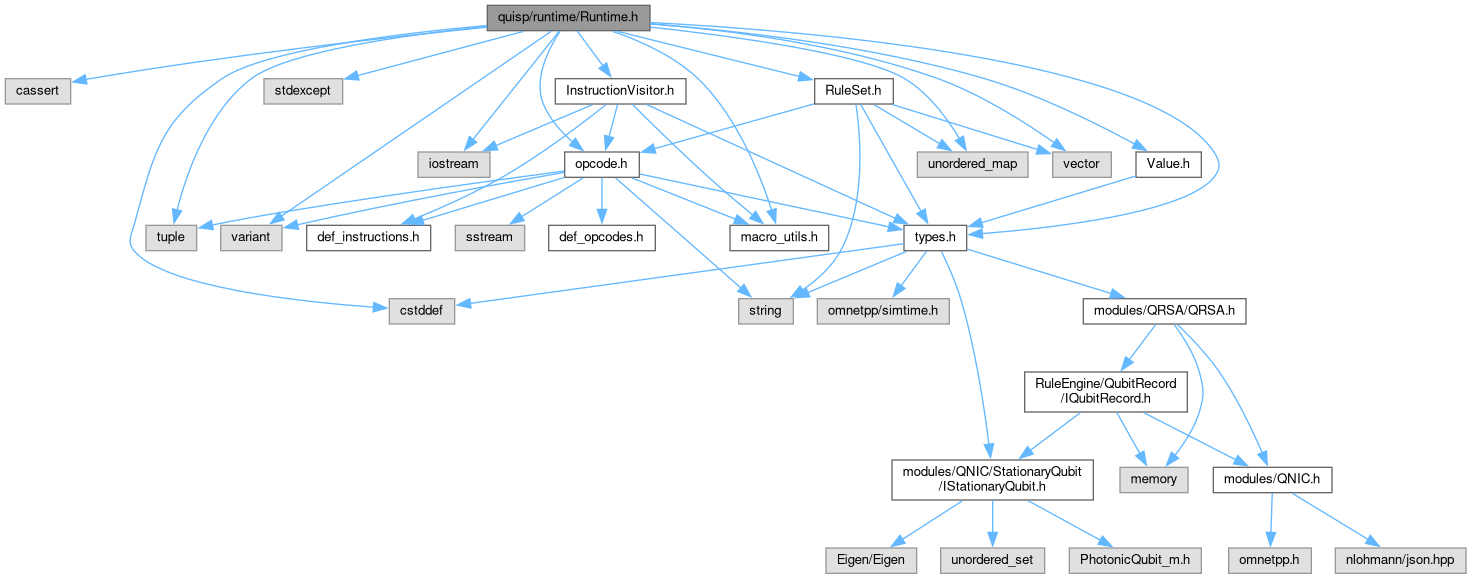 quisp/runtime/Runtime.h
cassert
stdexcept
InstructionVisitor.h
RuleSet.h
iostream
opcode.h
unordered_map
vector
Value.h
tuple
variant
def_instructions.h
sstream
def_opcodes.h
macro_utils.h
types.h
cstddef
string
omnetpp/simtime.h
modules/QRSA/QRSA.h
RuleEngine/QubitRecord
/IQubitRecord.h
modules/QNIC/StationaryQubit
/IStationaryQubit.h
memory
modules/QNIC.h
Eigen/Eigen
unordered_set
PhotonicQubit_m.h
omnetpp.h
nlohmann/json.hpp